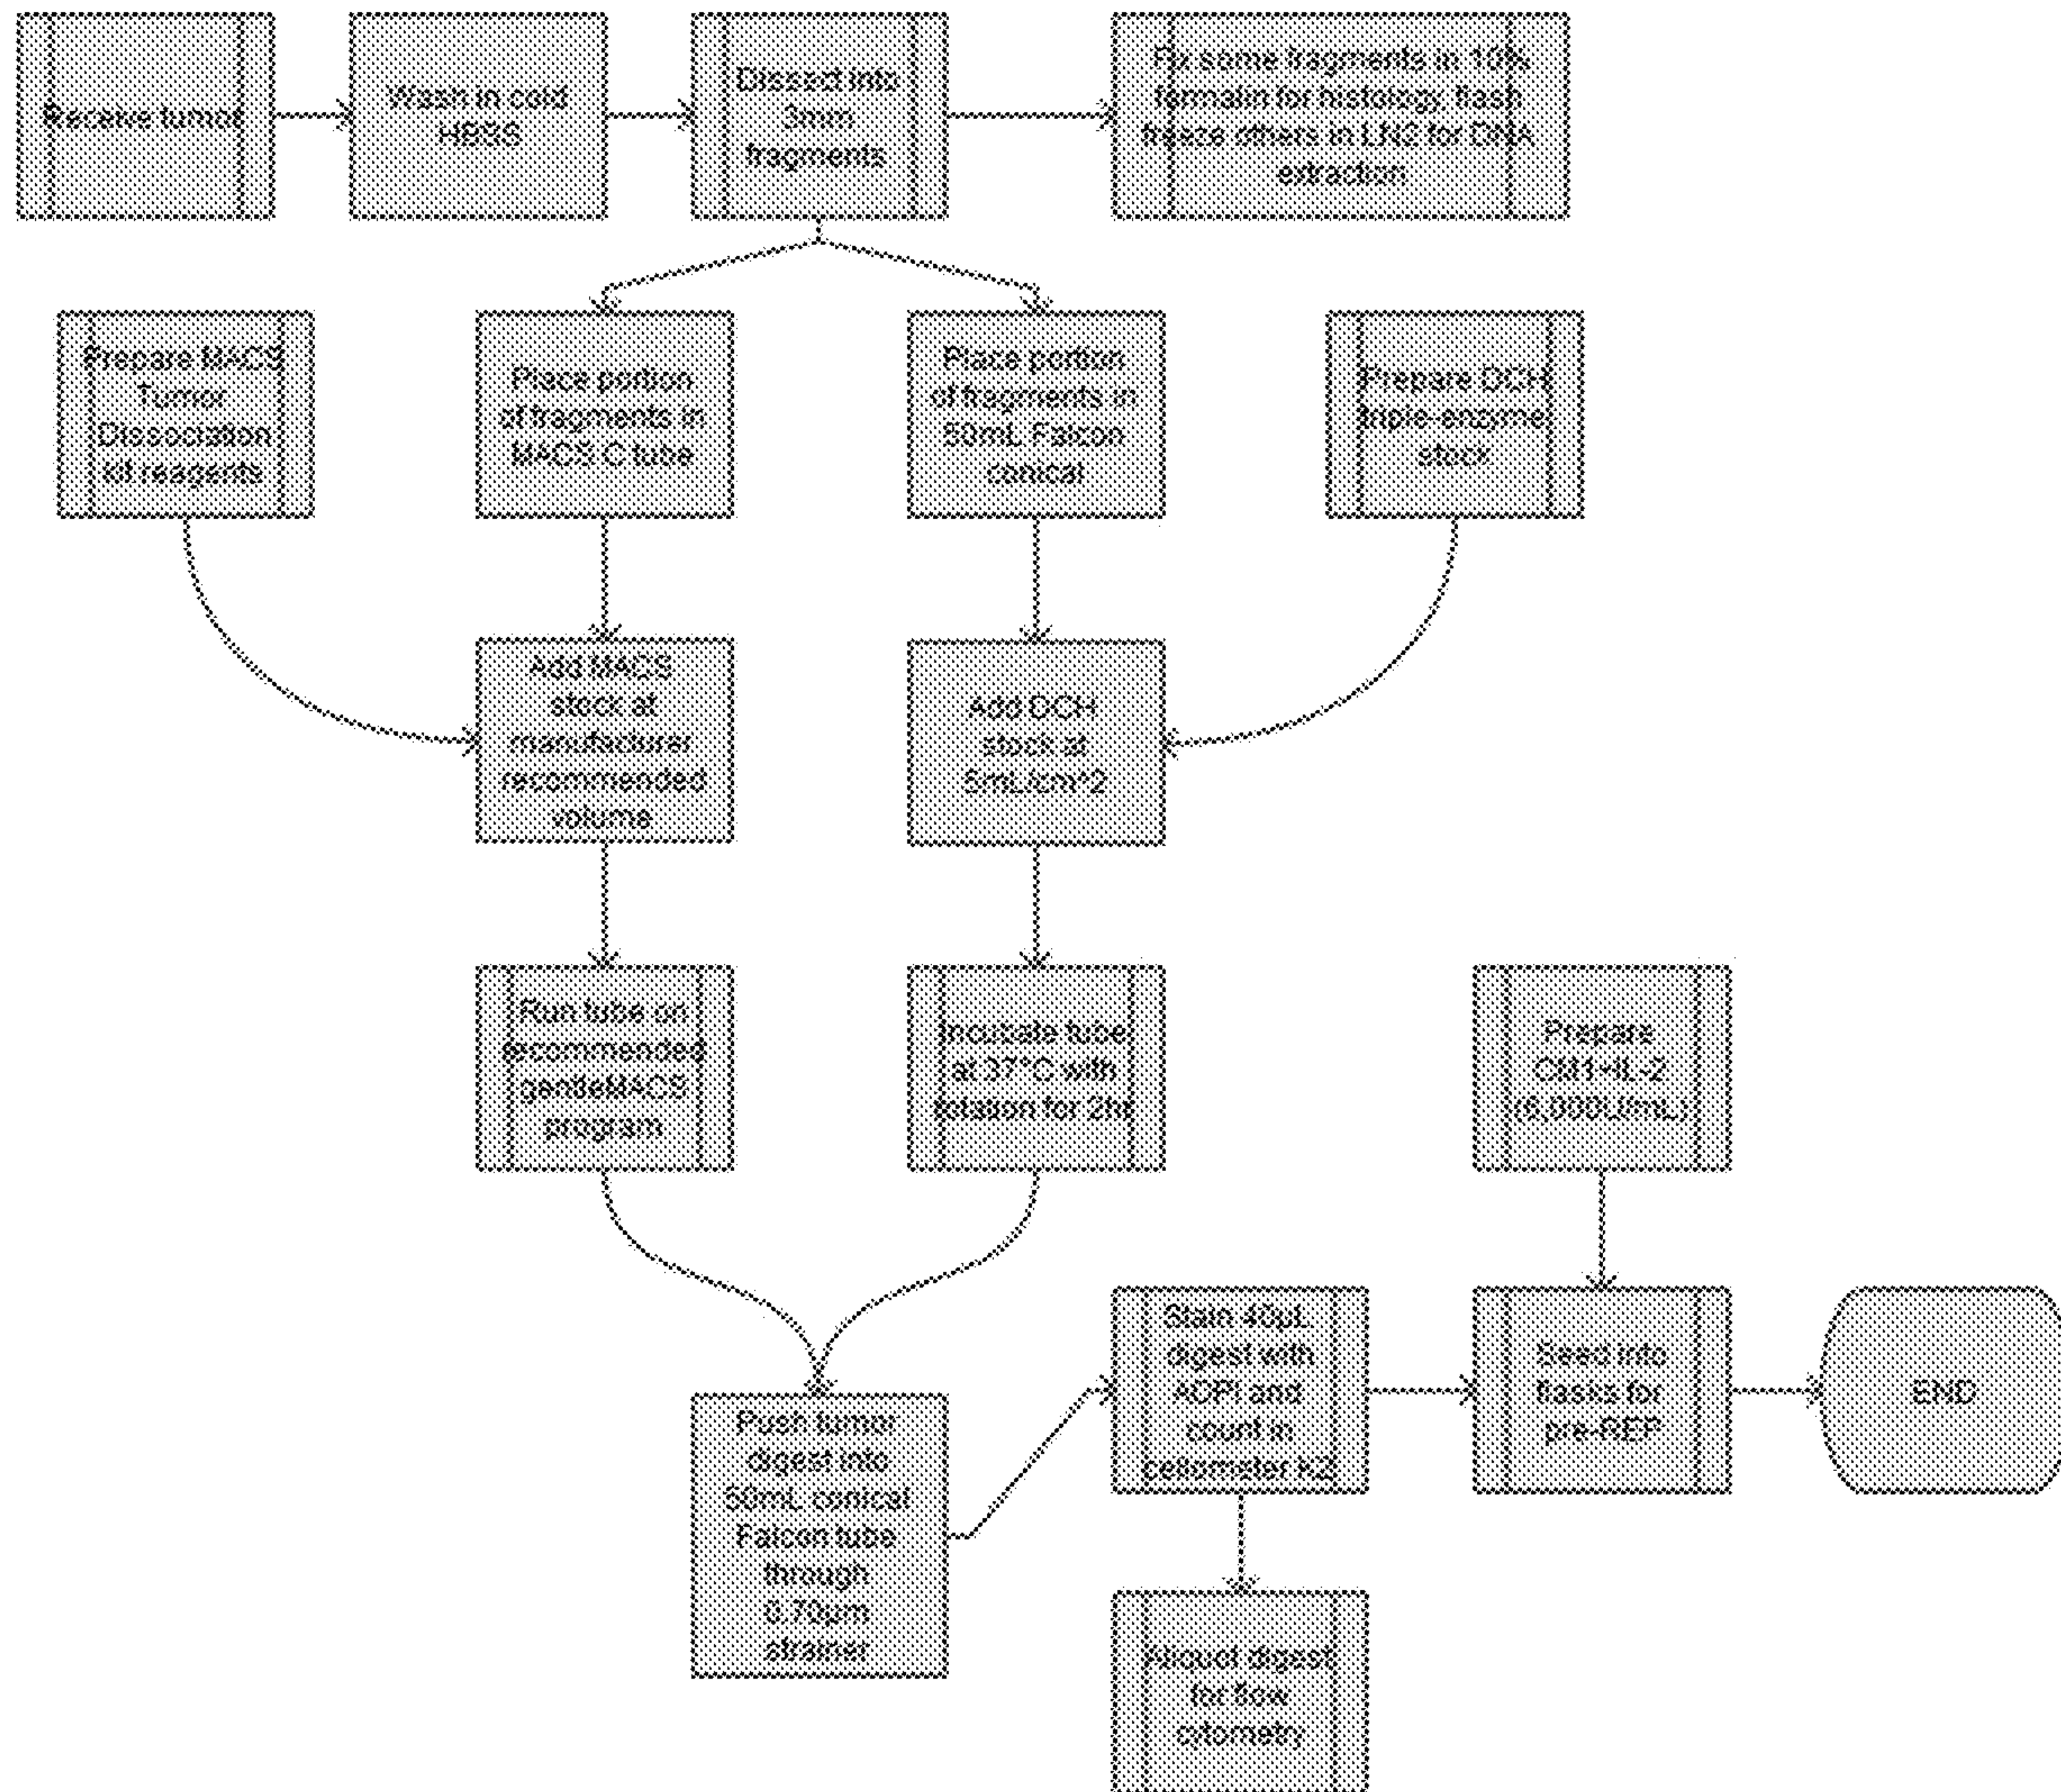 Receive tumor
Wash in cold
HBSS
Dissect into
3mm
fragments
Fix some fragments in 10%
formalin for histology, flash
freeze others in LN2 for DNA
extraction
Prepare MACS
Tumor
Dissociation
kit reagents
Place portion
of fragments in
MACS C tube
Place portion
of fragments in
50mL Falcon
conical
Prepare DCH
triple-enzyme
stock
Add MACS
stock at
manufacturer
recommended
volume
Add DCH
stock at
5mL/cm^2
Run tube on
recommended
gentleMACS
program
Incubate tube
at 37°C with
rotation for 2hr
Prepare
CM1+IL-2
(6,000U/mL)
Push tumor
digest into
50mL conical
Falcon tube
through
0.70µm
strainer
Stain 40µL
digest with
AOPI and
count in
cellometer K2
Seed into
flasks for
pre-REP
END
Aliquot digest
for flow
cytometry